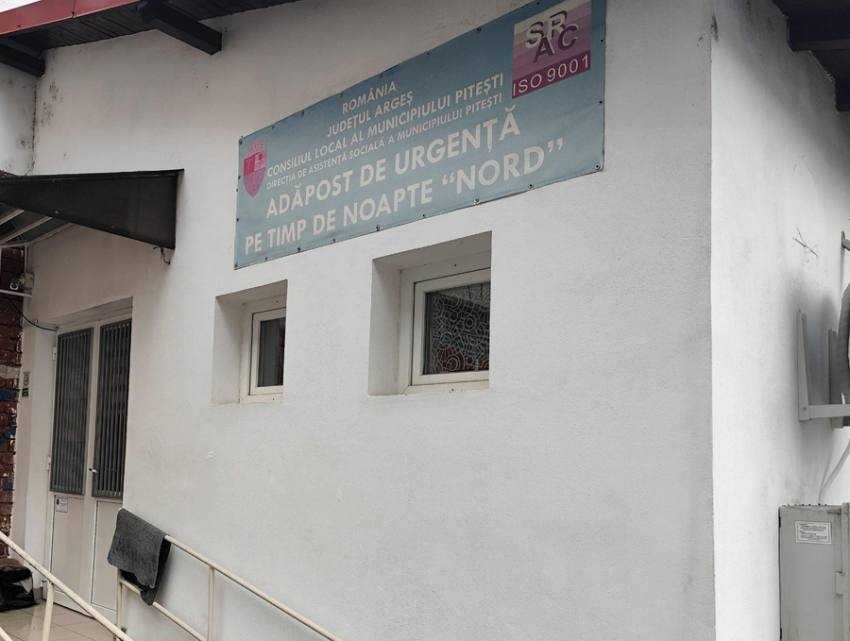 ROMÂNIA
JUDEȚUL ARGEȘ
CONSILIUL LOCAL AL MUNICIPIULUI PITEȘTI
DIRECȚIA DE ASISTENȚĂ SOCIALĂ A MUNICIPIULUI PITEȘTI
ADĂPOST DE URGENȚĂ
PE TIMP DE NOAPTE “NORD”
SRAC
ISO 9001